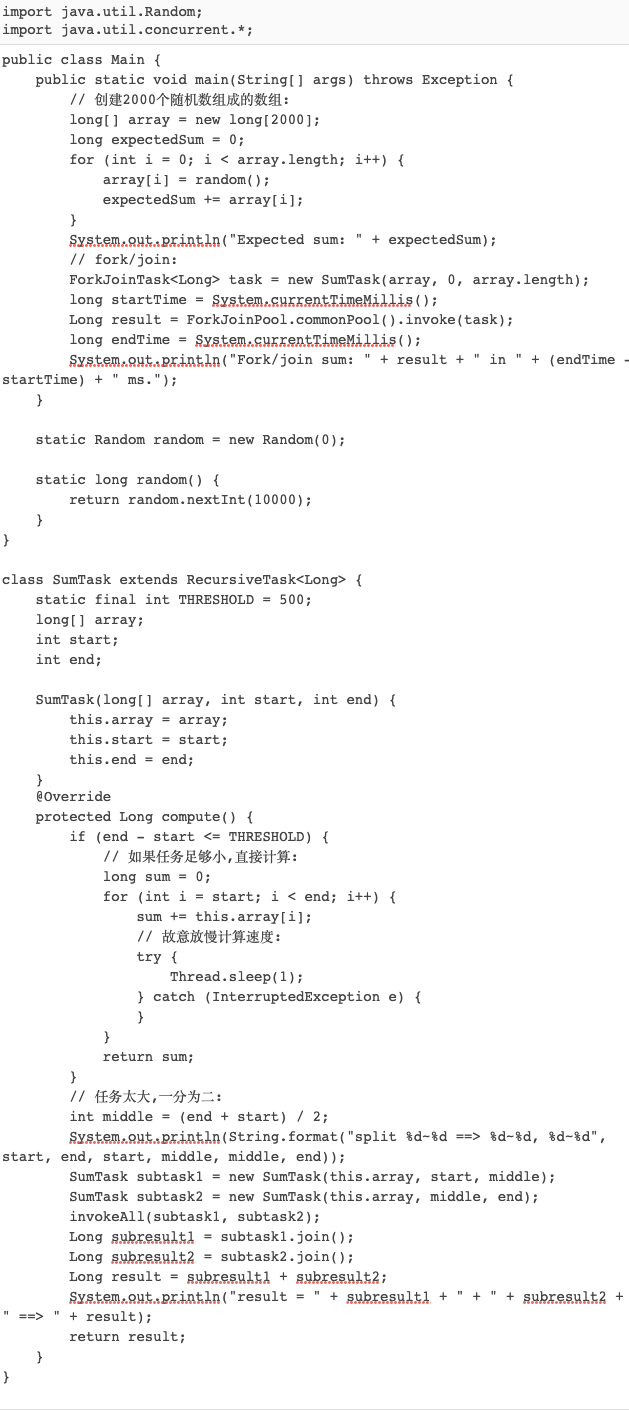 import java.util.Random;
import java.util.concurrent.*;
public class Main {
    public static void main(String[] args) throws Exception {
        // 创建2000个随机数组成的数组:
        long[] array = new long[2000];
        long expectedSum = 0;
        for (int i = 0; i < array.length; i++) {
            array[i] = random();
            expectedSum += array[i];
        }
        System.out.println("Expected sum: " + expectedSum);
        // fork/join:
        ForkJoinTask<Long> task = new SumTask(array, 0, array.length);
        long startTime = System.currentTimeMillis();
        Long result = ForkJoinPool.commonPool().invoke(task);
        long endTime = System.currentTimeMillis();
        System.out.println("Fork/join sum: " + result + " in " + (endTime -
startTime) + " ms.");
    }
    static Random random = new Random(0);
    static long random() {
        return random.nextInt(10000);
    }
}
class SumTask extends RecursiveTask<Long> {
    static final int THRESHOLD = 500;
    long[] array;
    int start;
    int end;
    SumTask(long[] array, int start, int end) {
        this.array = array;
        this.start = start;
        this.end = end;
    }
    @Override
    protected Long compute() {
        if (end - start <= THRESHOLD) {
            // 如果任务足够小,直接计算:
            long sum = 0;
            for (int i = start; i < end; i++) {
                sum += this.array[i];
                // 故意放慢计算速度:
                try {
                    Thread.sleep(1);
                } catch (InterruptedException e) {
                }
            }
            return sum;
        }
        // 任务太大,一分为二:
        int middle = (end + start) / 2;
        System.out.println(String.format("split %d~%d ==> %d~%d, %d~%d",
start, end, start, middle, middle, end));
        SumTask subtask1 = new SumTask(this.array, start, middle);
        SumTask subtask2 = new SumTask(this.array, middle, end);
        invokeAll(subtask1, subtask2);
        Long subresult1 = subtask1.join();
        Long subresult2 = subtask2.join();
        Long result = subresult1 + subresult2;
        System.out.println("result = " + subresult1 + " + " + subresult2 +
" ==> " + result);
        return result;
    }
}